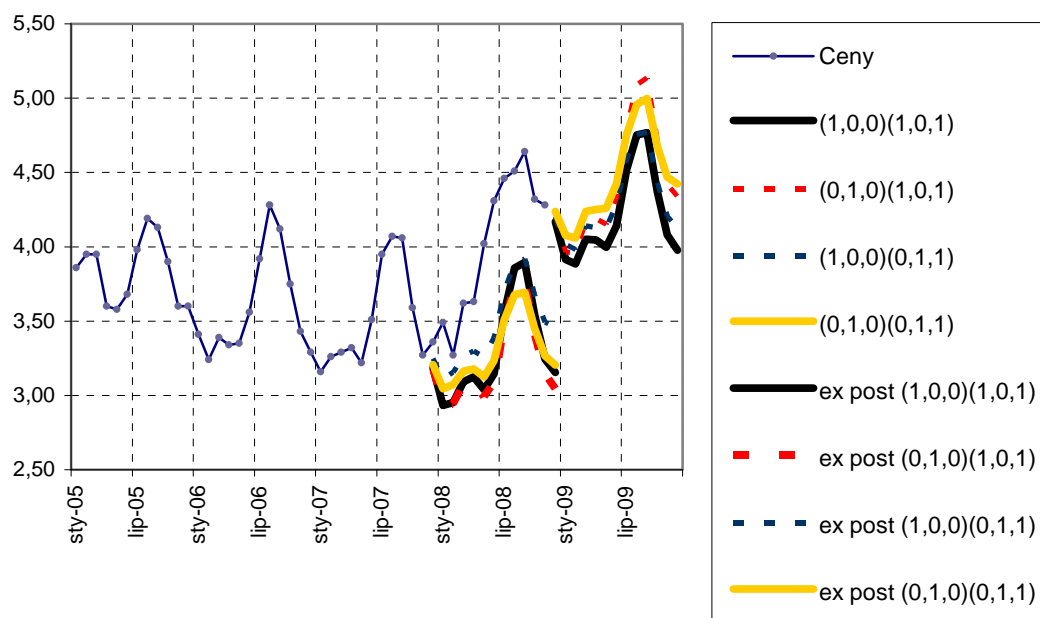 5,50
5,00
4,50
4,00
3,50
3,00
2,50
sty-05
lip-05
sty-06
lip-06
sty-07
lip-07
sty-08
lip-08
sty-09
lip-09
Ceny
(1,0,0)(1,0,1)
(0,1,0)(1,0,1)
(1,0,0)(0,1,1)
(0,1,0)(0,1,1)
ex post (1,0,0)(1,0,1)
ex post (0,1,0)(1,0,1)
ex post (1,0,0)(0,1,1)
ex post (0,1,0)(0,1,1)